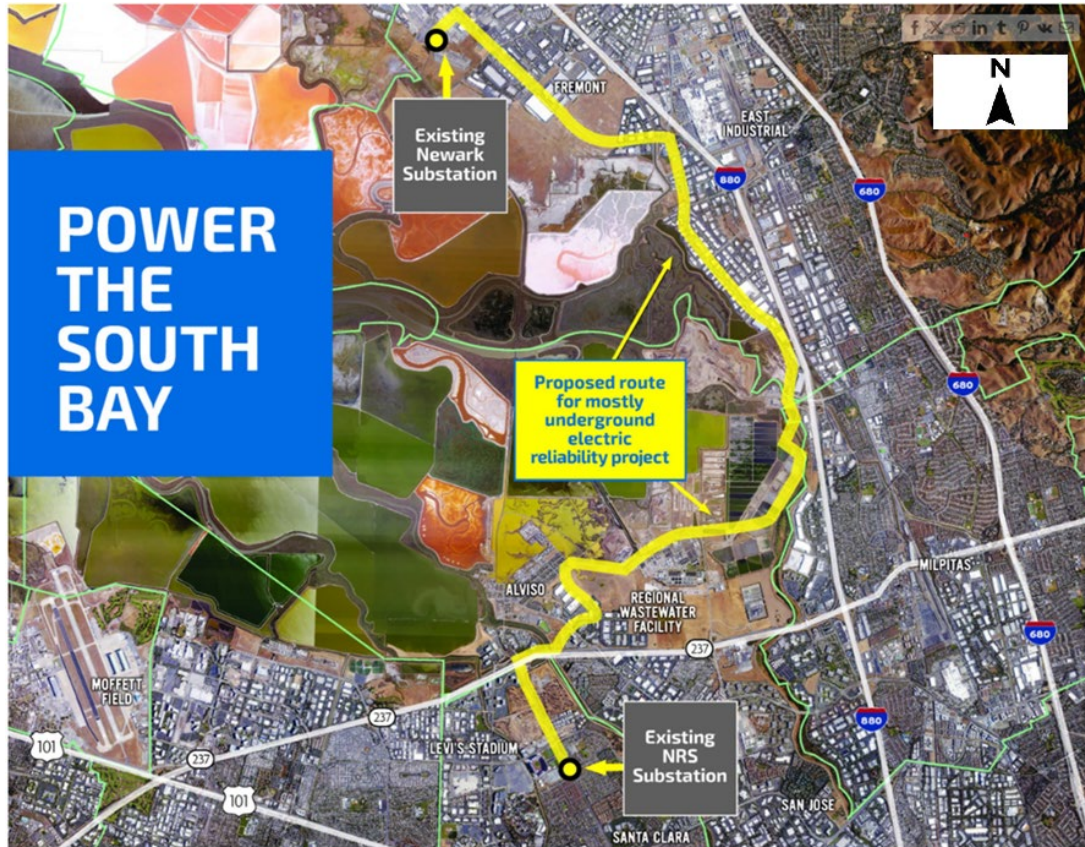 N
FREMONT
EAST
INDUSTRIAL
Existing
Newark
Substation
880
680
POWER
THE
SOUTH
BAY
Proposed route
for mostly
underground
electric
reliability project
680
ALVISO
REGIONAL
WASTEWATER
FACILITY
MILPITAS
237
680
MOFFETT
FIELD
237
101
LEVI'S STADIUM
Existing
NRS
Substation
880
101
SAN JOSE
SANTA CLARA